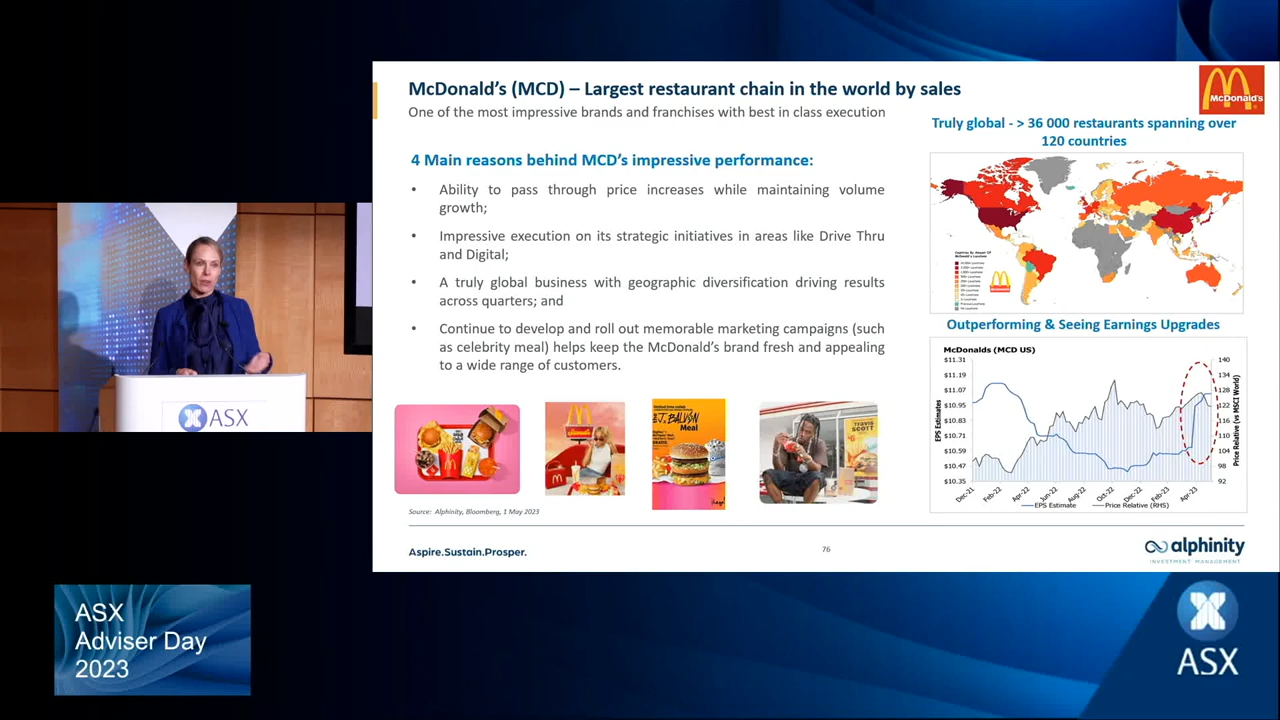 McDonald's (MCD) – Largest restaurant chain in the world by sales
One of the most impressive brands and franchises with best in class execution
McDonald's
Truly global - > 36 000 restaurants spanning over
120 countries
4 Main reasons behind MCD's impressive performance:
• Ability to pass through price increases while maintaining volume
growth;
• Impressive execution on its strategic initiatives in areas like Drive Thru
and Digital;
• A truly global business with geographic diversification driving results
across quarters; and
• Continue to develop and roll out memorable marketing campaigns (such
as celebrity meal) helps keep the McDonald's brand fresh and appealing
to a wide range of customers.
Outperforming & Seeing Earnings Upgrades
McDonalds (MCD US)
EPS Estimates
$11.31
$11.19
$11.07
$10.95
$10.83
$10.71
$10.59
$10.47
$10.35
140
134
128
122
116
110
104
98
92
Price Relative (vs MSCI World)
Dec-21
Feb-22
Apr-22
Jun-22
Aug-22
Oct-22
Dec-22
Feb-23
Apr-23
EPS Estimate
Price Relative (RHS)
J BALVIN
Meal
TRAVIS
SCOTT
$6
Source: Alphinity, Bloomberg, 1 May 2023
Aspire.Sustain.Prosper.
76
alphinity
INVESTMENT MANAGEMENT
ASX
ASX
Adviser Day
2023
ASX